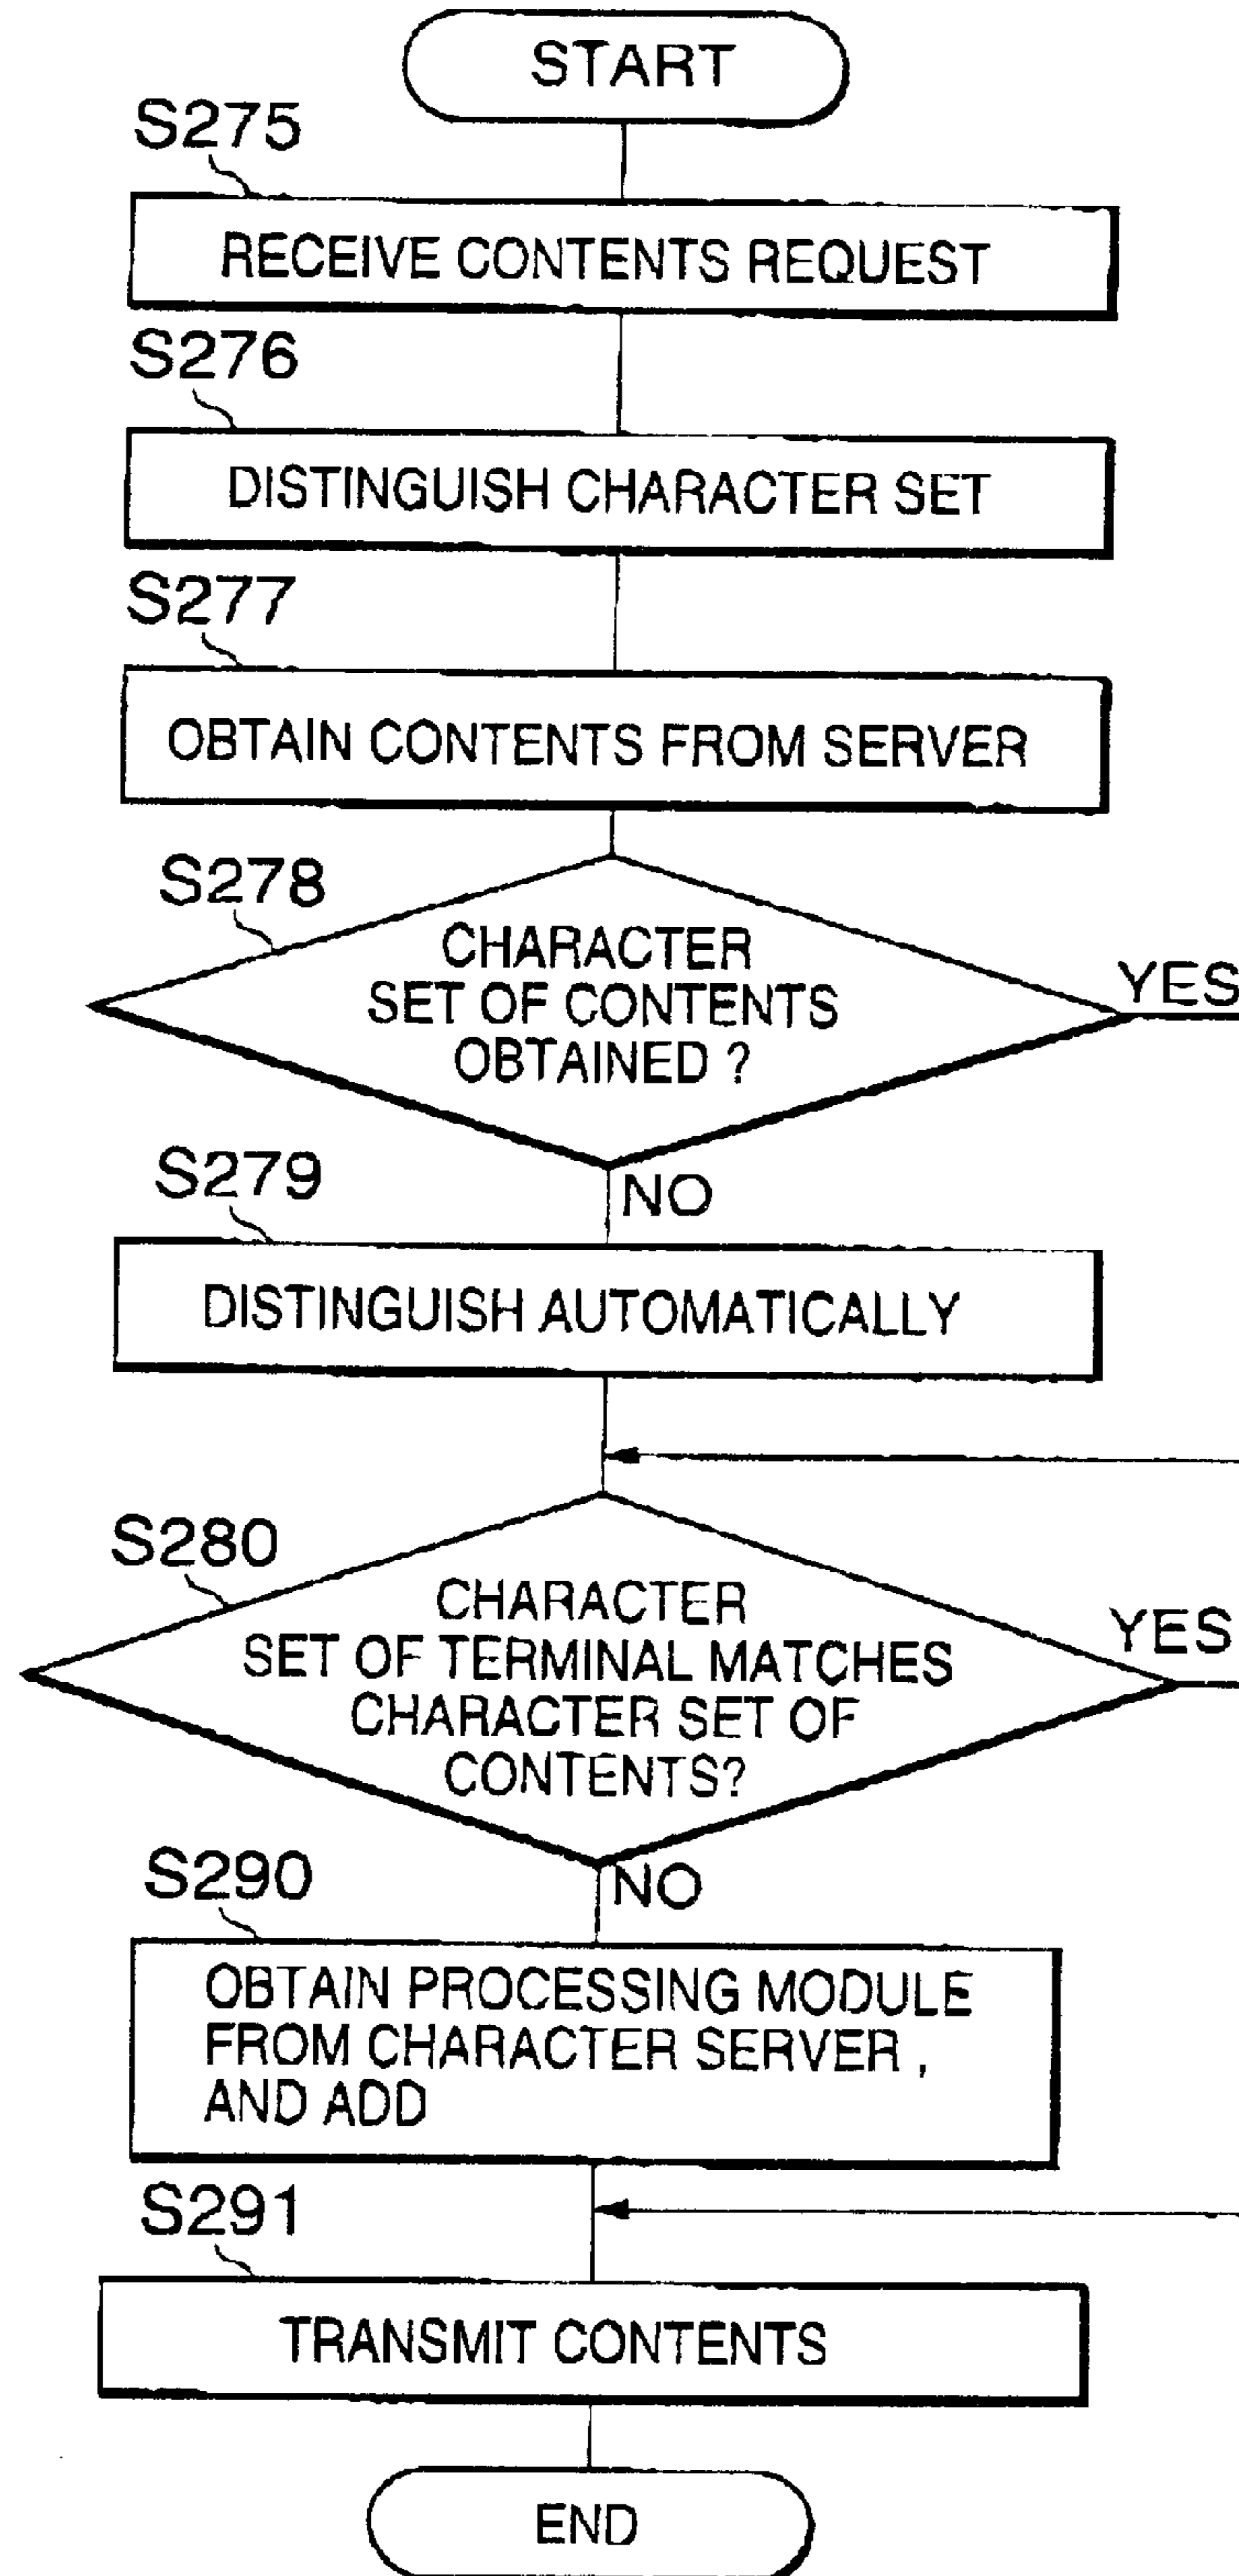 START
S275
RECEIVE CONTENTS REQUEST
S276
DISTINGUISH CHARACTER SET
S277
OBTAIN CONTENTS FROM SERVER
S278
CHARACTER
SET OF CONTENTS
OBTAINED ?
YES
NO
S279
DISTINGUISH AUTOMATICALLY
S280
CHARACTER
SET OF TERMINAL MATCHES
CHARACTER SET OF
CONTENTS?
YES
NO
S290
OBTAIN PROCESSING MODULE
FROM CHARACTER SERVER ,
AND ADD
S291
TRANSMIT CONTENTS
END